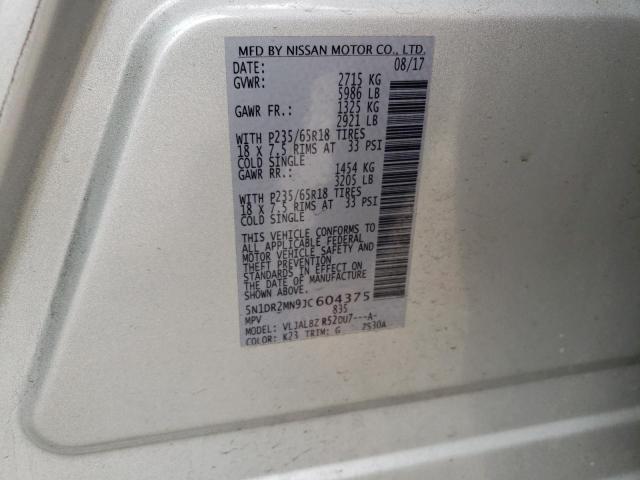 MFD BY NISSAN MOTOR CO., LTD.
DATE: 08/17
GVWR: 2715 KG
5986 LB
GAWR FR.: 1325 KG
2921 LB
WITH P235/65R18 TIRES
18 X 7.5 RIMS AT 33 PSI
COLD SINGLE
GAWR RR.: 1454 KG
3205 LB
WITH P235/65R18 TIRES
18 X 7.5 RIMS AT 33 PSI
COLD SINGLE
THIS VEHICLE CONFORMS TO
ALL APPLICABLE FEDERAL
MOTOR VEHICLE SAFETY AND
THEFT PREVENTION
STANDARDS IN EFFECT ON
THE DATE OF MANUFACTURE
SHOWN ABOVE.
5N1DR2MN9JC604375
MPV 835
MODEL: VLJALBZ R52DU7---A-
COLOR: K23 TRIM: G ZS30A